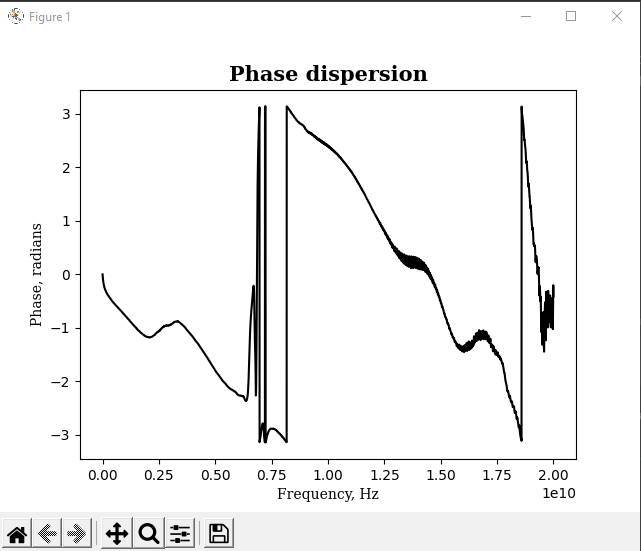 Figure 1
Phase dispersion
3
2
1
0
−1
−2
−3
Phase, radians
0.00 0.25 0.50 0.75 1.00 1.25 1.50 1.75 2.00
1e10
Frequency, Hz